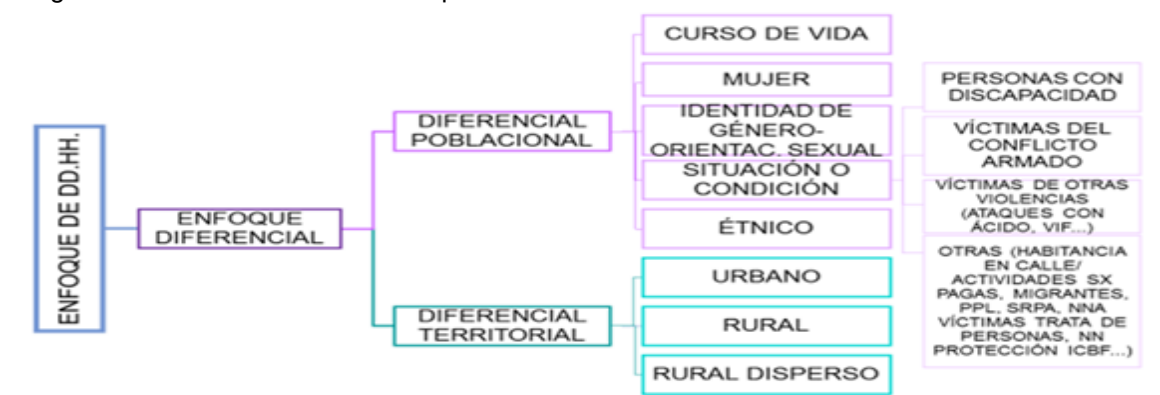 ENFOQUE DE DD.HH.
ENFOQUE
DIFERENCIAL
DIFERENCIAL
POBLACIONAL
CURSO DE VIDA
MUJER
IDENTIDAD DE
GÉNERO-
ORIENTAC. SEXUAL
SITUACIÓN O
CONDICIÓN
PERSONAS CON
DISCAPACIDAD
VÍCTIMAS DEL
CONFLICTO
ARMADO
VÍCTIMAS DE OTRAS
VIOLENCIAS
(ATAQUES CON
ÁCIDO, VIF...)
OTRAS (HABITANCIA
EN CALLE/
ACTIVIDADES SX
PAGAS, MIGRANTES,
PPL, SRPA, NNA
VÍCTIMAS TRATA DE
PERSONAS, NN
PROTECCIÓN ICBF...)
ÉTNICO
DIFERENCIAL
TERRITORIAL
URBANO
RURAL
RURAL DISPERSO